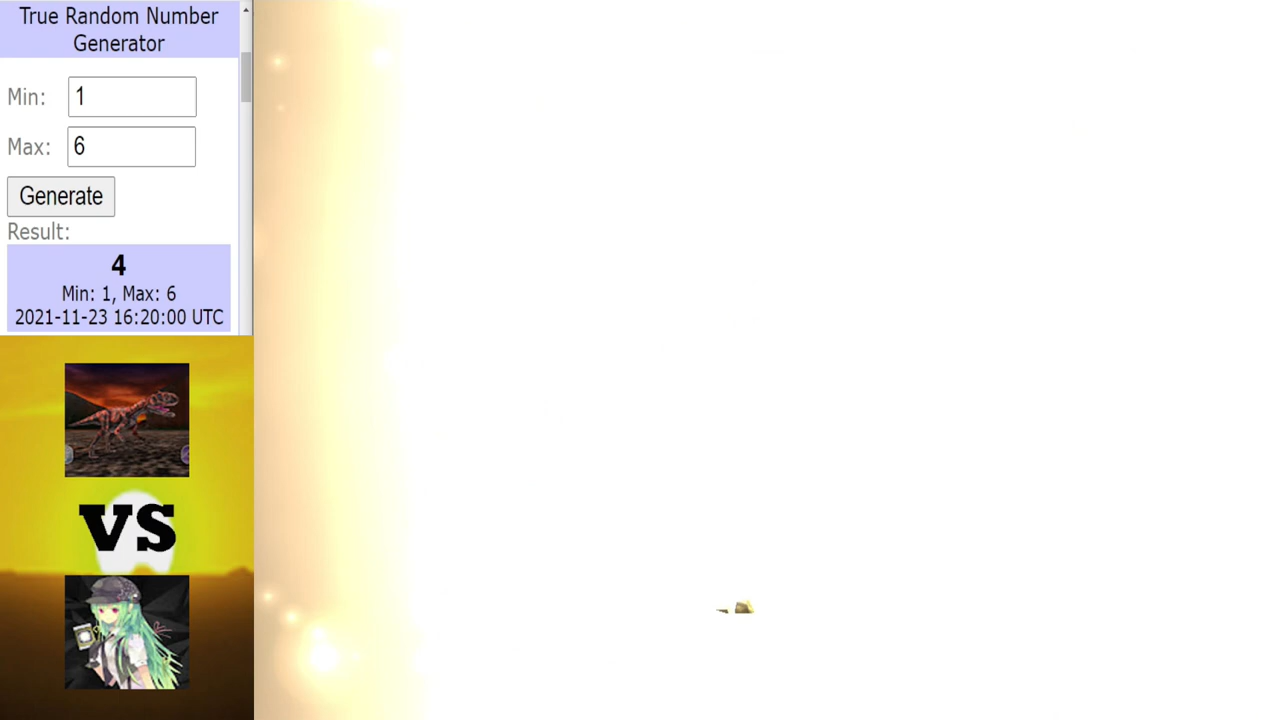 True Random Number
Generator
Min: 1
Max: 6
Generate
Result:
4
Min: 1, Max: 6
2021-11-23 16:20:00 UTC
VS